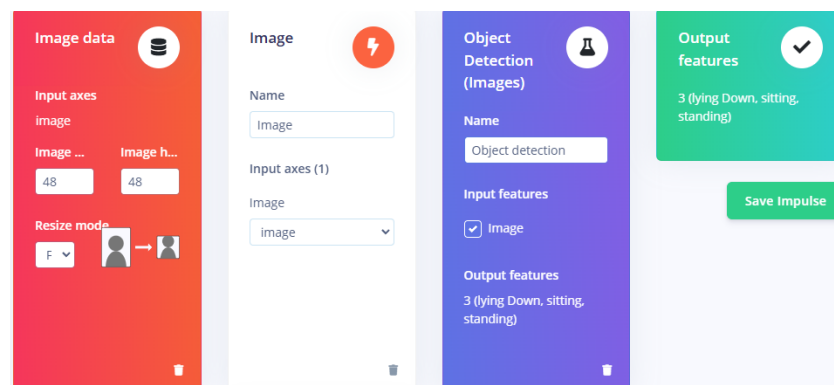 Image data
Input axes
image
Image ...
Image h...
48
48
Resize mode
F
Image
Name
Image
Input axes (1)
Image
image
Object
Detection
(Images)
Name
Object detection
Input features
Image
Output features
3 (lying Down, sitting,
standing)
Output
features
3 (lying Down, sitting,
standing)
Save Impulse